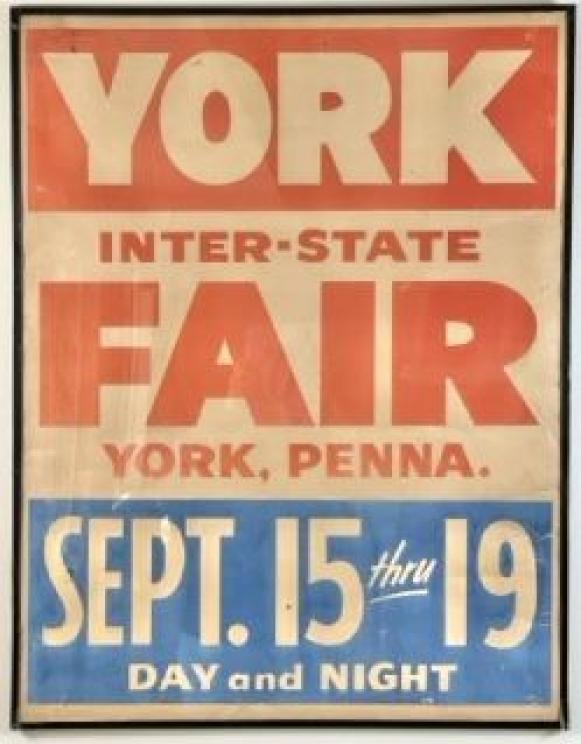 YORK
INTER-STATE
FAIR
YORK, PENNA.
SEPT. 15 thru 19
DAY and NIGHT